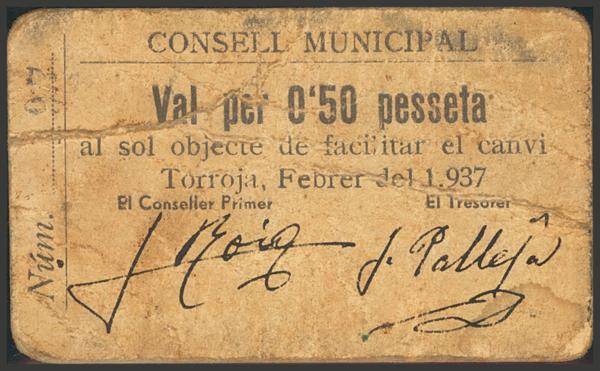 CONSELL MUNICIPAL
Val per 0'50 pesseta
al sol objecte de facilitar el canvi
Torroja, Febrer del 1.937
El Conseller Primer El Tresorer
J Roig J. Pallejà
Núm.